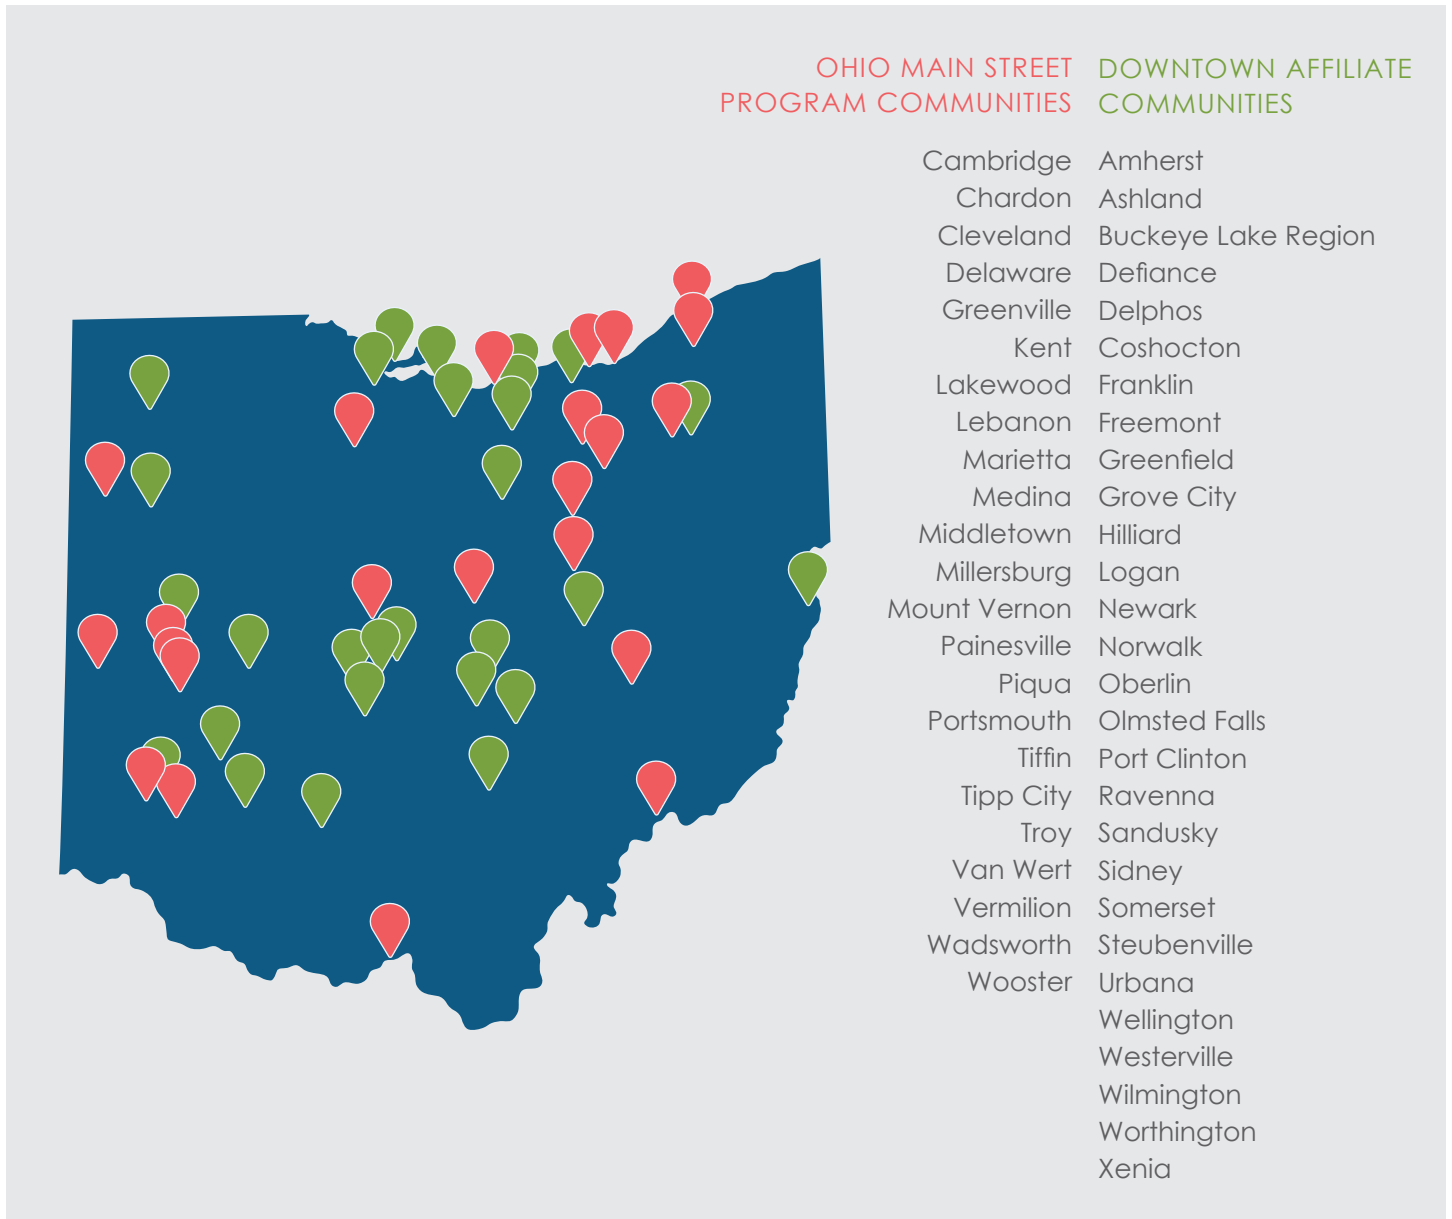 OHIO MAIN STREET
PROGRAM COMMUNITIES
Cambridge
Chardon
Cleveland
Delaware
Greenville
Kent
Lakewood
Lebanon
Marietta
Medina
Middletown
Millersburg
Mount Vernon
Painesville
Piqua
Portsmouth
Tiffin
Tipp City
Troy
Van Wert
Vermilion
Wadsworth
Wooster
DOWNTOWN AFFILIATE
COMMUNITIES
Amherst
Ashland
Buckeye Lake Region
Defiance
Delphos
Coshocton
Franklin
Freemont
Greenfield
Grove City
Hilliard
Logan
Newark
Norwalk
Oberlin
Olmsted Falls
Port Clinton
Ravenna
Sandusky
Sidney
Somerset
Steubenville
Urbana
Wellington
Westerville
Wilmington
Worthington
Xenia